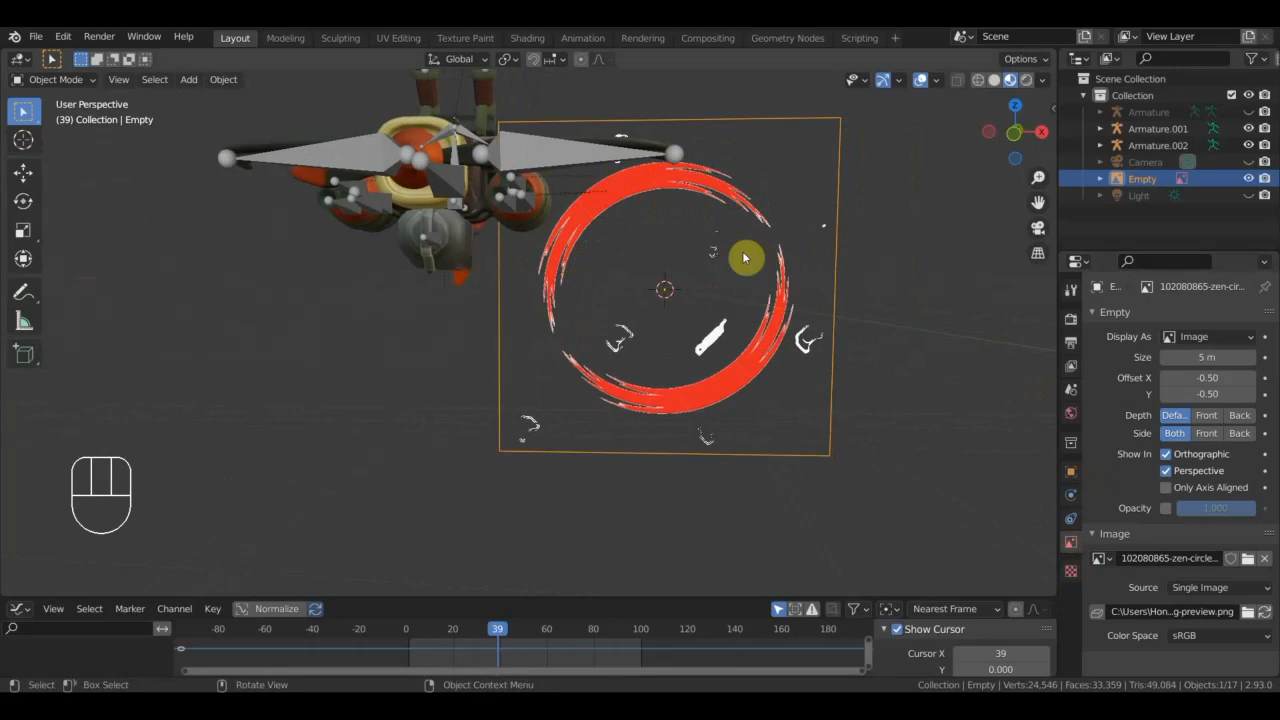 File Edit Render Window Help Layout Modeling Sculpting UV Editing Texture Paint Shading Animation Rendering Compositing Geometry Nodes Scripting + Scene View Layer
Global Options
Object Mode View Select Add Object
User Perspective
(39) Collection | Empty
Z
X
Scene Collection
Collection
Armature
Armature.001
Armature.002
Camera
Empty
Light
E... 102080865-zen-cir...
Empty
Display As Image
Size 5 m
Offset X -0.50
Y -0.50
Depth Defa... Front Back
Side Both Front Back
Show In Orthographic
Perspective
Only Axis Aligned
Opacity 1.000
Image
102080865-zen-circle...
Source Single Image
C:\Users\Hon...g-preview.png
Color Space sRGB
View Select Marker Channel Key Normalize Nearest Frame
-80 -60 -40 -20 0 20 39 60 80 100 120 140 160 180
Show Cursor
Cursor X 39
Y 0.000
Select Box Select Rotate View Object Context Menu Collection | Empty | Verts:24,546 | Faces:33,359 | Tris:49,084 | Objects:1/17 | 2.93.0